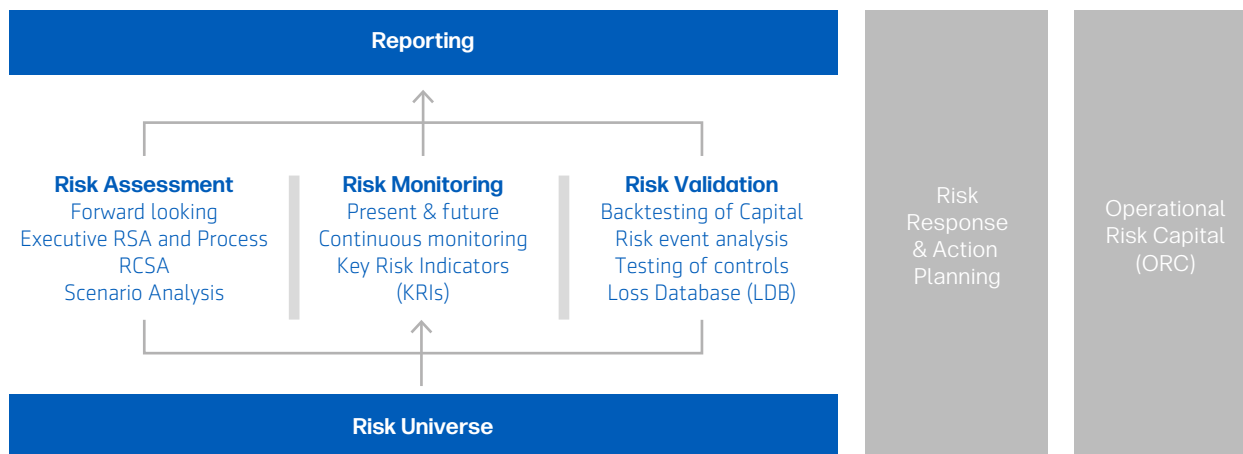 Reporting
Risk Assessment
Forward looking
Executive RSA and Process
RCSA
Scenario Analysis
Risk Monitoring
Present & future
Continuous monitoring
Key Risk Indicators
(KRIs)
Risk Validation
Backtesting of Capital
Risk event analysis
Testing of controls
Loss Database (LDB)
Risk Universe
Risk
Response
& Action
Planning
Operational
Risk Capital
(ORC)